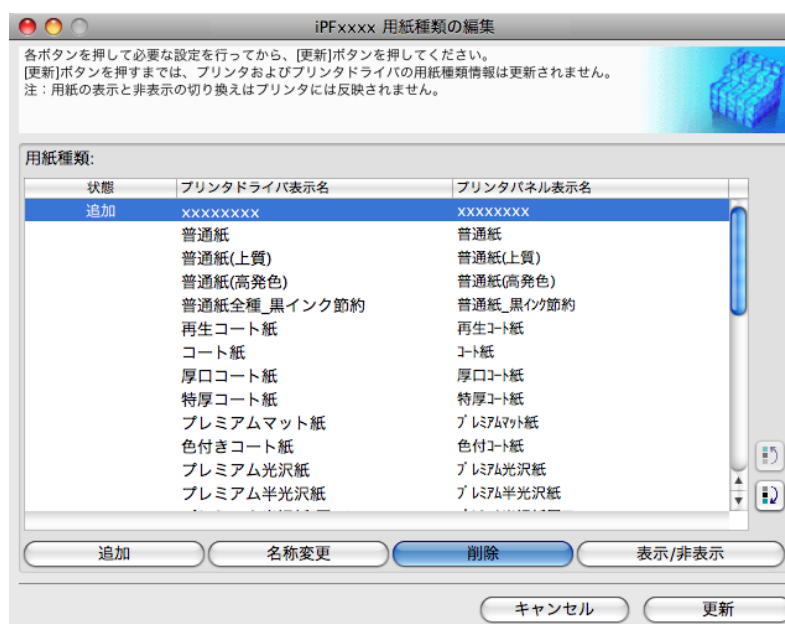 iPFxxxx 用紙種類の編集
各ボタンを押して必要な設定を行ってから、[更新]ボタンを押してください。
[更新]ボタンを押すまでは、プリンタおよびプリンタドライバの用紙種類情報は更新されません。
注：用紙の表示と非表示の切り換えはプリンタには反映されません。
用紙種類:
状態 プリンタドライバ表示名 プリンタパネル表示名
追加 xxxxxxxx xxxxxxxx
普通紙 普通紙
普通紙(上質) 普通紙(上質)
普通紙(高発色) 普通紙(高発色)
普通紙全種_黒インク節約 普通紙_黒ｲﾝｸ節約
再生コート紙 再生ｺｰﾄ紙
コート紙 ｺｰﾄ紙
厚口コート紙 厚口ｺｰﾄ紙
特厚コート紙 特厚ｺｰﾄ紙
プレミアムマット紙 ﾌﾟﾚﾐｱﾑﾏｯﾄ紙
色付きコート紙 色付ｺｰﾄ紙
プレミアム光沢紙 ﾌﾟﾚﾐｱﾑ光沢紙
プレミアム半光沢紙 ﾌﾟﾚﾐｱﾑ半光沢紙
追加 名称変更 削除 表示/非表示
キャンセル 更新